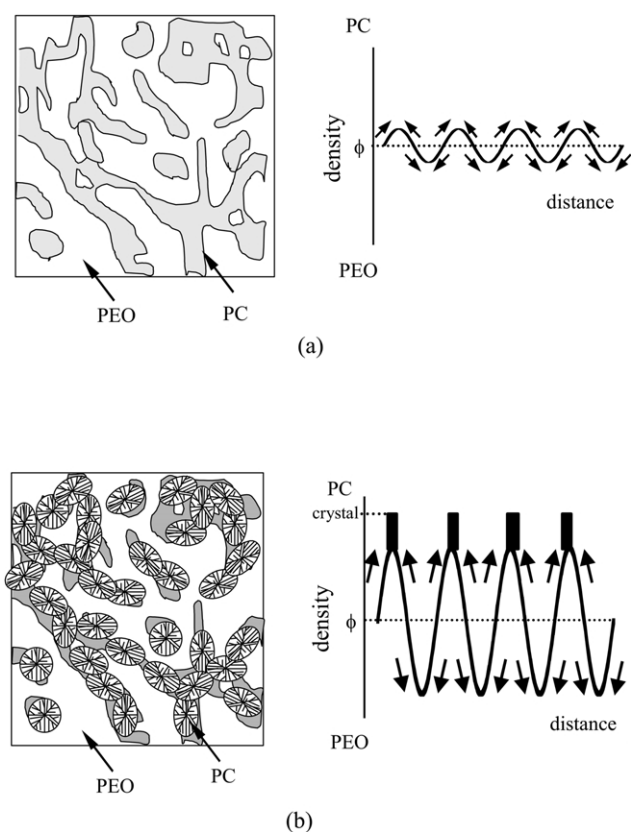 PC
density
ϕ
distance
PEO
PEO
PC
(a)
PC
crystal
density
ϕ
distance
PEO
PEO
PC
(b)